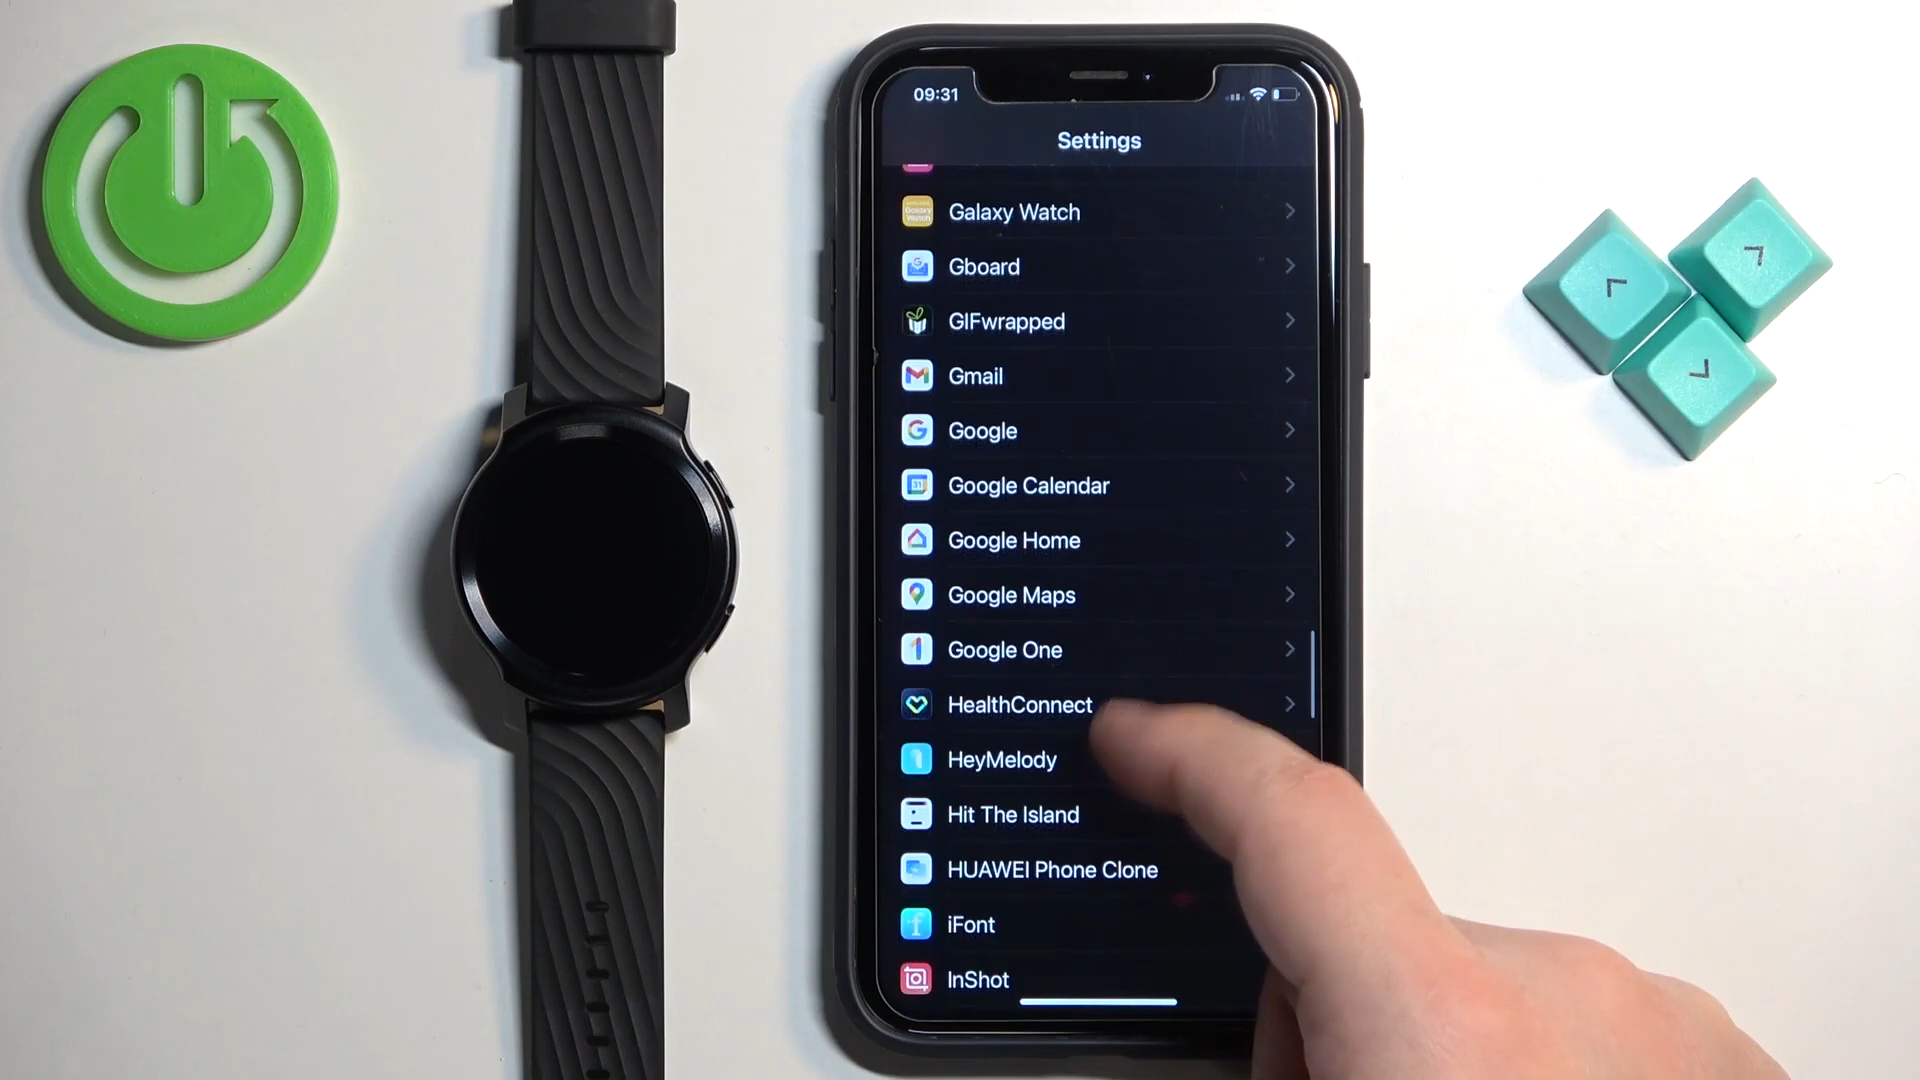 09:31
Settings
Galaxy Watch
Gboard
GIFwrapped
Gmail
Google
Google Calendar
Google Home
Google Maps
Google One
HealthConnect
HeyMelody
Hit The Island
HUAWEI Phone Clone
iFont
InShot